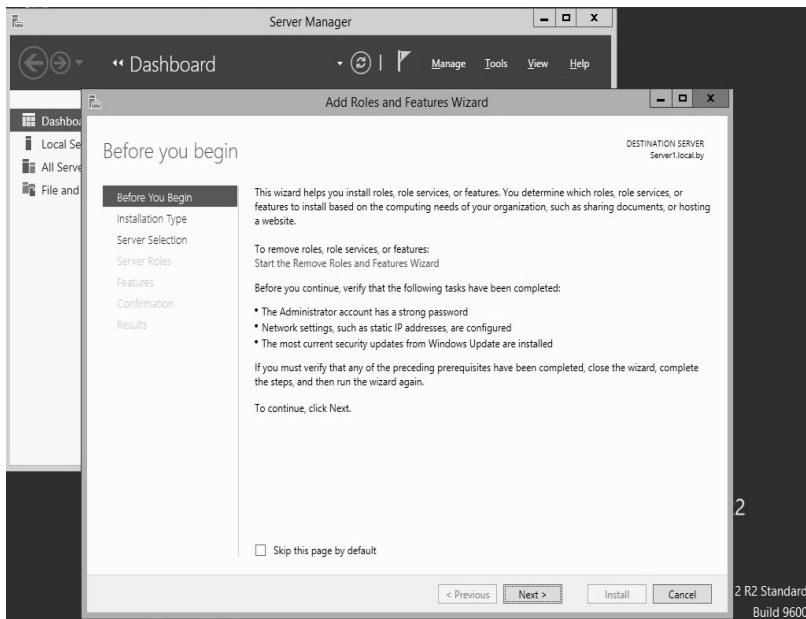 Server Manager
Dashboard
Manage Tools View Help
Add Roles and Features Wizard
Dashboa
Local Se
All Serve
File and
Before you begin
DESTINATION SERVER
Server1.local.by
Before You Begin
Installation Type
Server Selection
Server Roles
Features
Confirmation
Results
This wizard helps you install roles, role services, or features. You determine which roles, role services, or
features to install based on the computing needs of your organization, such as sharing documents, or hosting
a website.
To remove roles, role services, or features:
Start the Remove Roles and Features Wizard
Before you continue, verify that the following tasks have been completed:
• The Administrator account has a strong password
• Network settings, such as static IP addresses, are configured
• The most current security updates from Windows Update are installed
If you must verify that any of the preceding prerequisites have been completed, close the wizard, complete
the steps, and then run the wizard again.
To continue, click Next.
Skip this page by default
< Previous Next > Install Cancel
2
2 R2 Standard
Build 9600